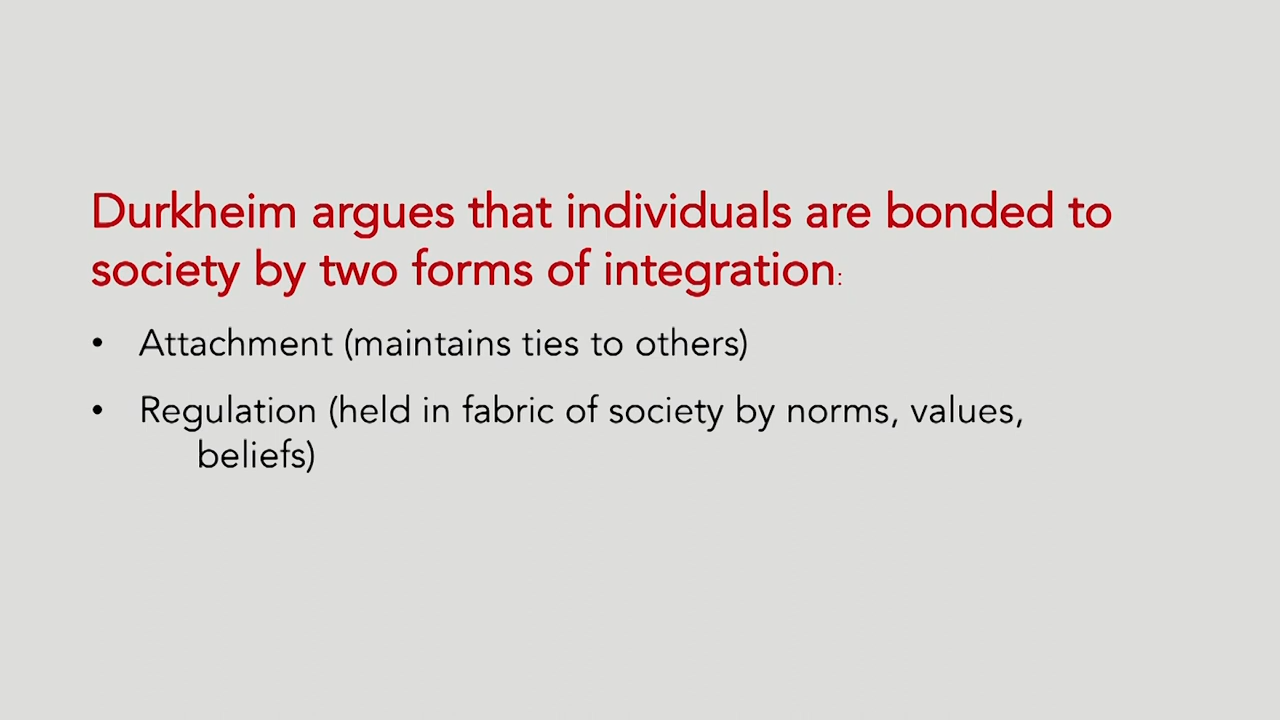 Durkheim argues that individuals are bonded to
society by two forms of integration:
• Attachment (maintains ties to others)
• Regulation (held in fabric of society by norms, values,
beliefs)